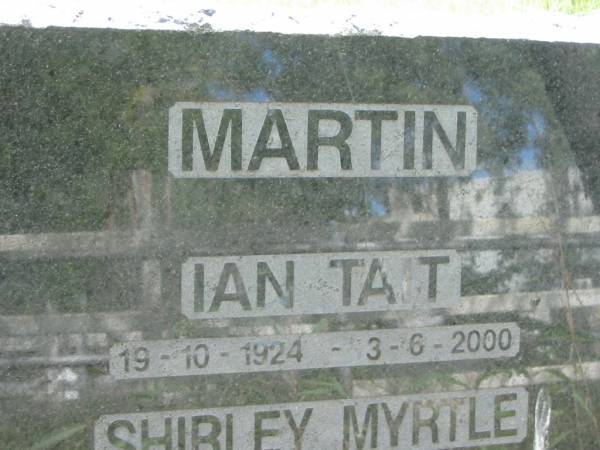 MARTIN
IAN TAIT
19 - 10 - 1924 - 3 - 6 - 2000
SHIRLEY MYRTLE